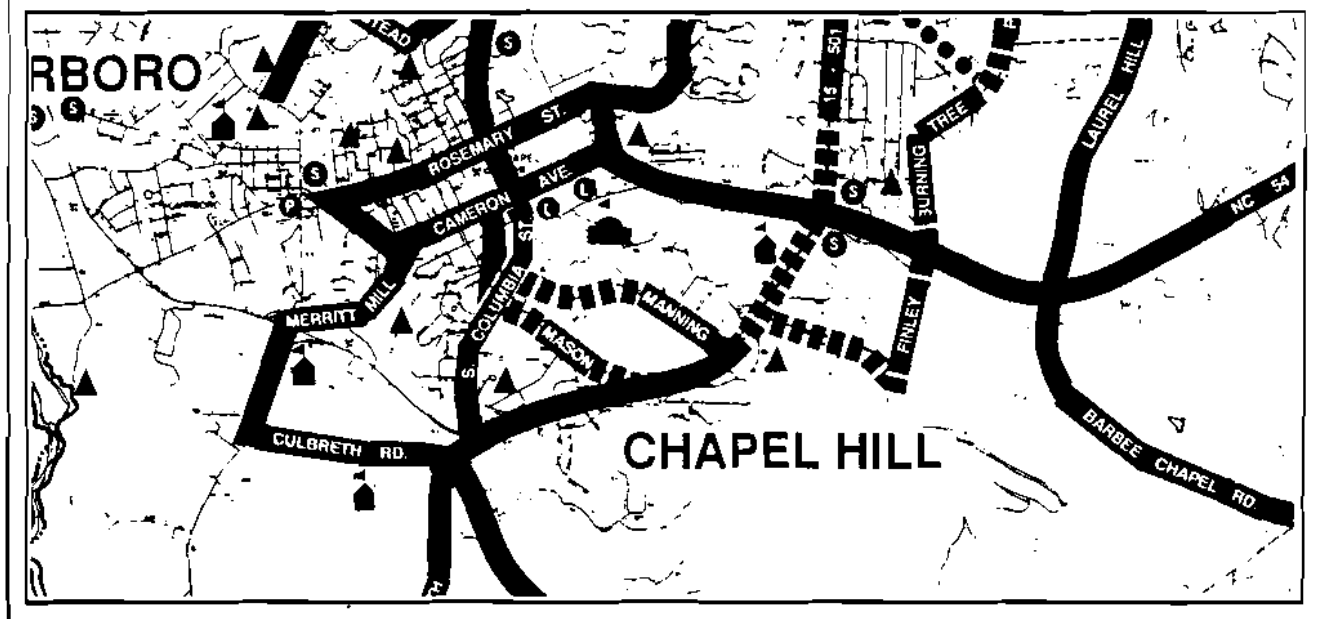 STEAD
S
15 - 501
LAUREL HILL
RBORO
S
S
ROSEMARY ST.
BURNING TREE
S
P
CAMERON AVE.
L
L
S
S
NC 54
S. COLUMBIA ST.
MERRITT MILL
MANNING
MASON
FINLEY
CULBRETH RD.
CHAPEL HILL
BARBEE CHAPEL RD.